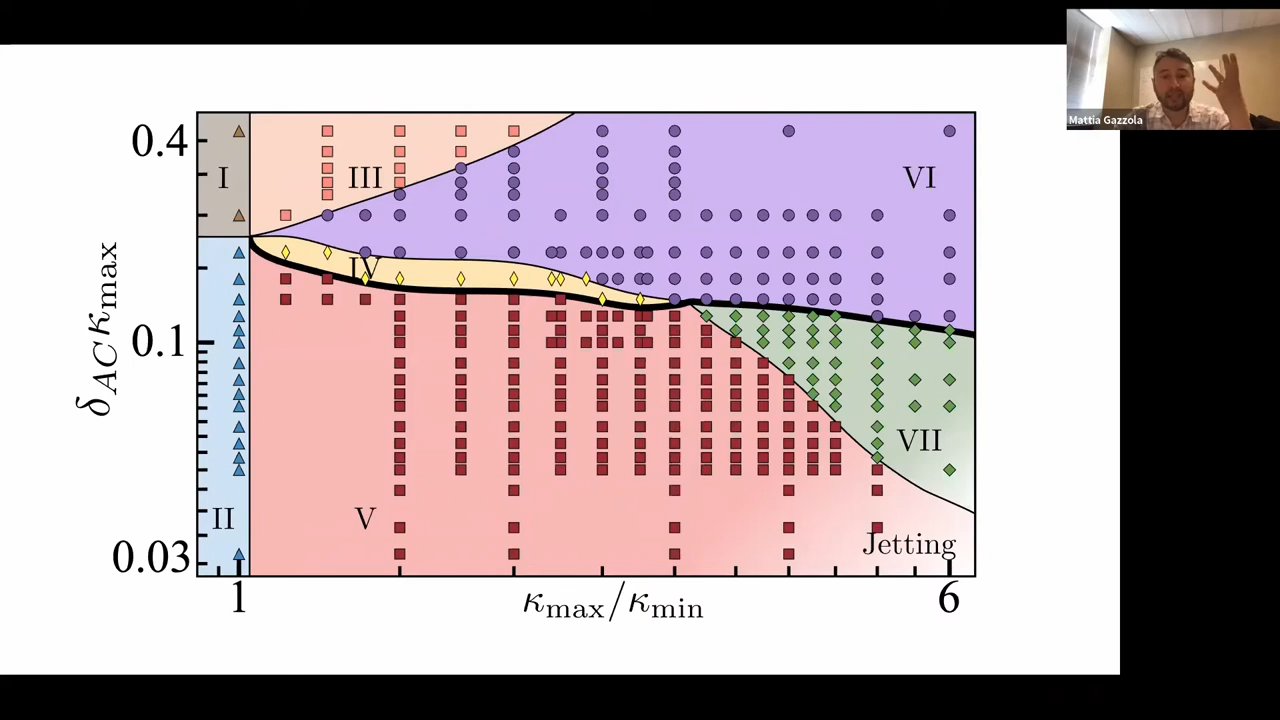 Mattia Gazzola
0.4
0.1
0.03
δ_AC κ_max
I
III
VI
IV
VII
II
V
Jetting
1
6
κ_max/κ_min